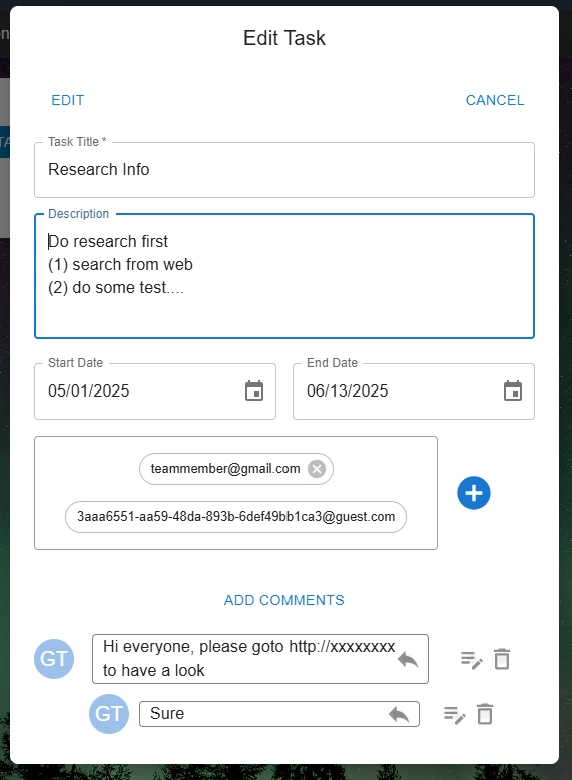 Edit Task
EDIT
CANCEL
Task Title *
Research Info
Description
Do research first
(1) search from web
(2) do some test....
Start Date
End Date
05/01/2025
06/13/2025
teammember@gmail.com
3aaa6551-aa59-48da-893b-6def49bb1ca3@guest.com
ADD COMMENTS
GT
Hi everyone, please goto http://xxxxxxxx
to have a look
GT
Sure